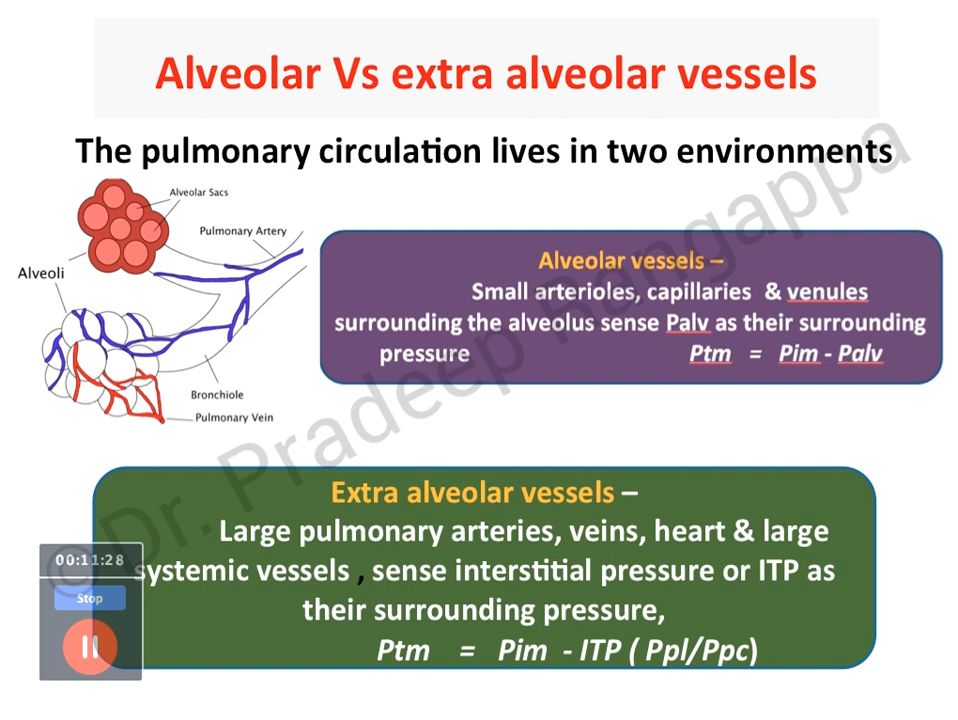 Alveolar Vs extra alveolar vessels
The pulmonary circulation lives in two environments
Alveolar Sacs
Pulmonary Artery
Alveoli
Bronchiole
Pulmonary Vein
Alveolar vessels –
Small arterioles, capillaries & venules
surrounding the alveolus sense Palv as their surrounding
pressure Ptm = Pim - Palv
Extra alveolar vessels –
Large pulmonary arteries, veins, heart & large
systemic vessels , sense interstitial pressure or ITP as
their surrounding pressure,
Ptm = Pim - ITP ( Ppl/Ppc)
00:11:28
Stop
© Dr. Pradeep Rangappa